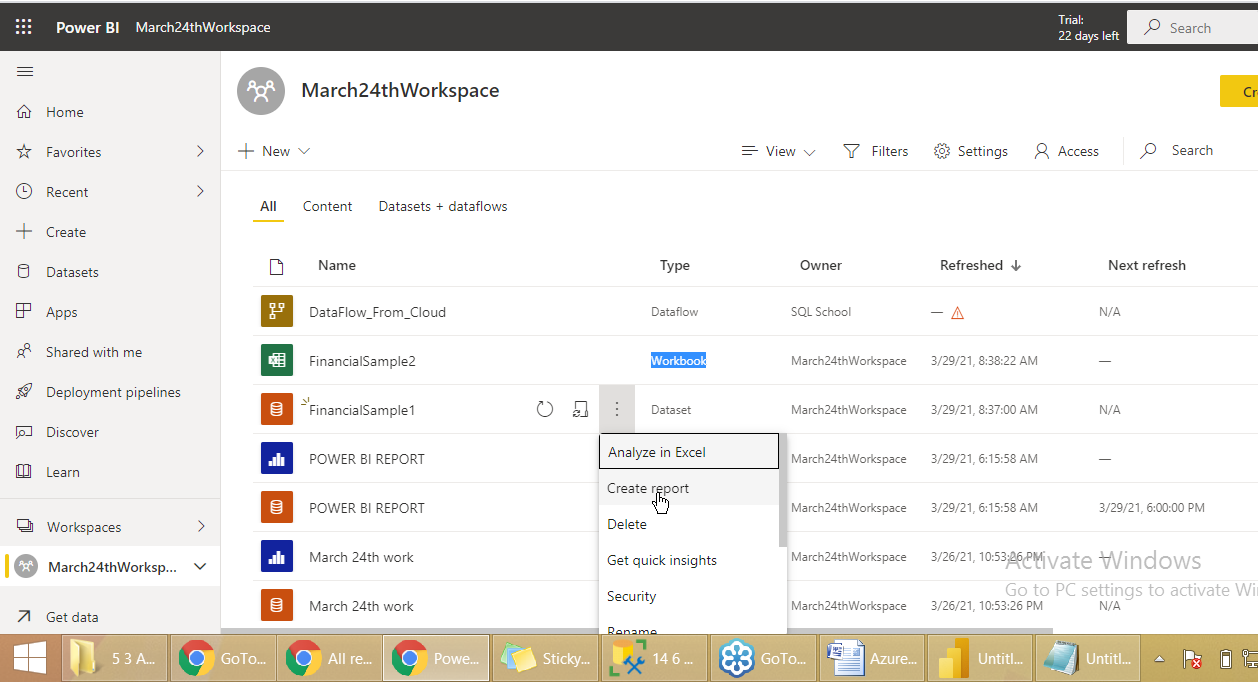 Power BI March24thWorkspace Trial: 22 days left Search
March24thWorkspace
Cr
New View Filters Settings Access Search
All Content Datasets + dataflows
Home
Favorites
Recent
Create
Datasets
Apps
Shared with me
Deployment pipelines
Discover
Learn
Workspaces
March24thWorksp...
Get data
Name Type Owner Refreshed Next refresh
DataFlow_From_Cloud Dataflow SQL School — N/A
FinancialSample2 Workbook March24thWorkspace 3/29/21, 8:38:22 AM —
FinancialSample1 Dataset March24thWorkspace 3/29/21, 8:37:00 AM N/A
POWER BI REPORT March24thWorkspace 3/29/21, 6:15:58 AM —
POWER BI REPORT March24thWorkspace 3/29/21, 6:15:58 AM 3/29/21, 6:00:00 PM
March 24th work March24thWorkspace 3/26/21, 10:53:26 PM —
March 24th work March24thWorkspace 3/26/21, 10:53:26 PM N/A
Analyze in Excel
Create report
Delete
Get quick insights
Security
Rename
Activate Windows
Go to PC settings to activate Wi
5 3 A... GoTo... All re... Powe... Sticky... 14 6 ... GoTo... Azure... Untitl... Untitl...